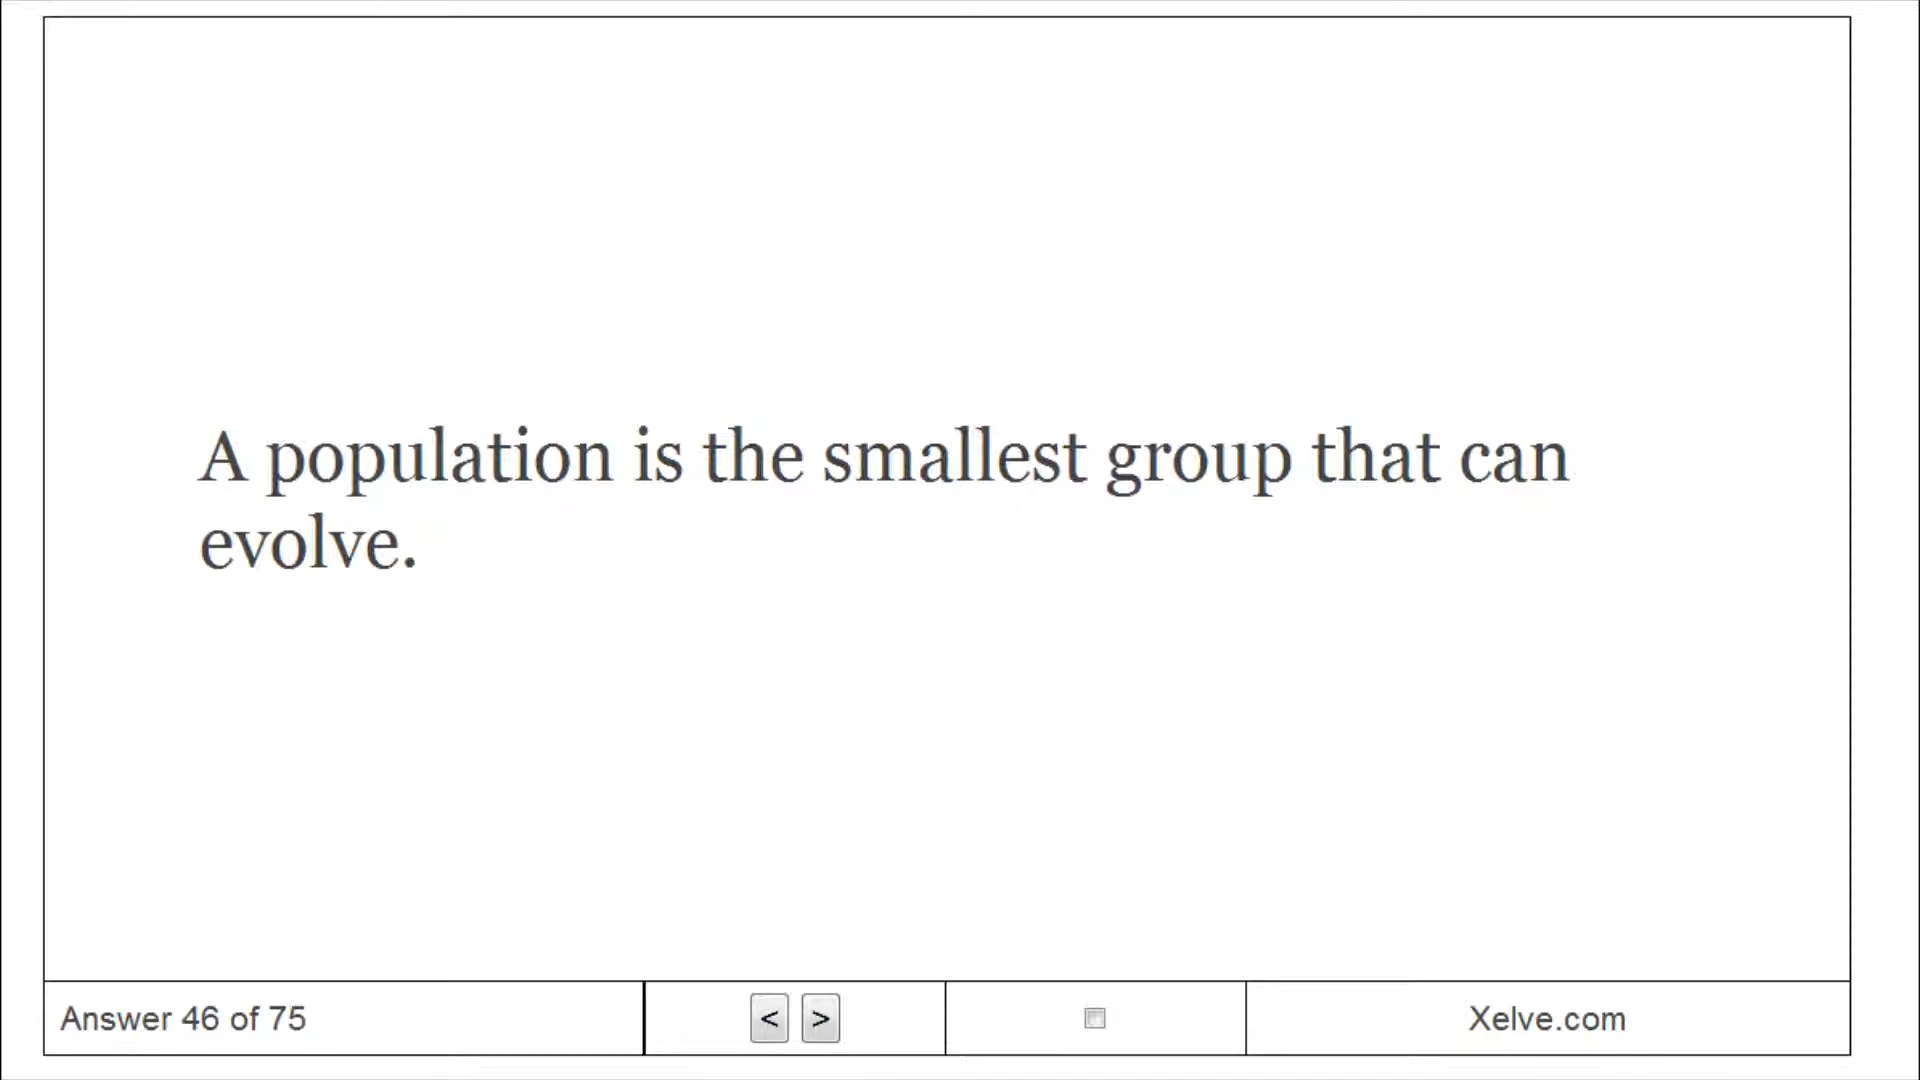 A population is the smallest group that can
evolve.
Answer 46 of 75
<
>
Xelve.com